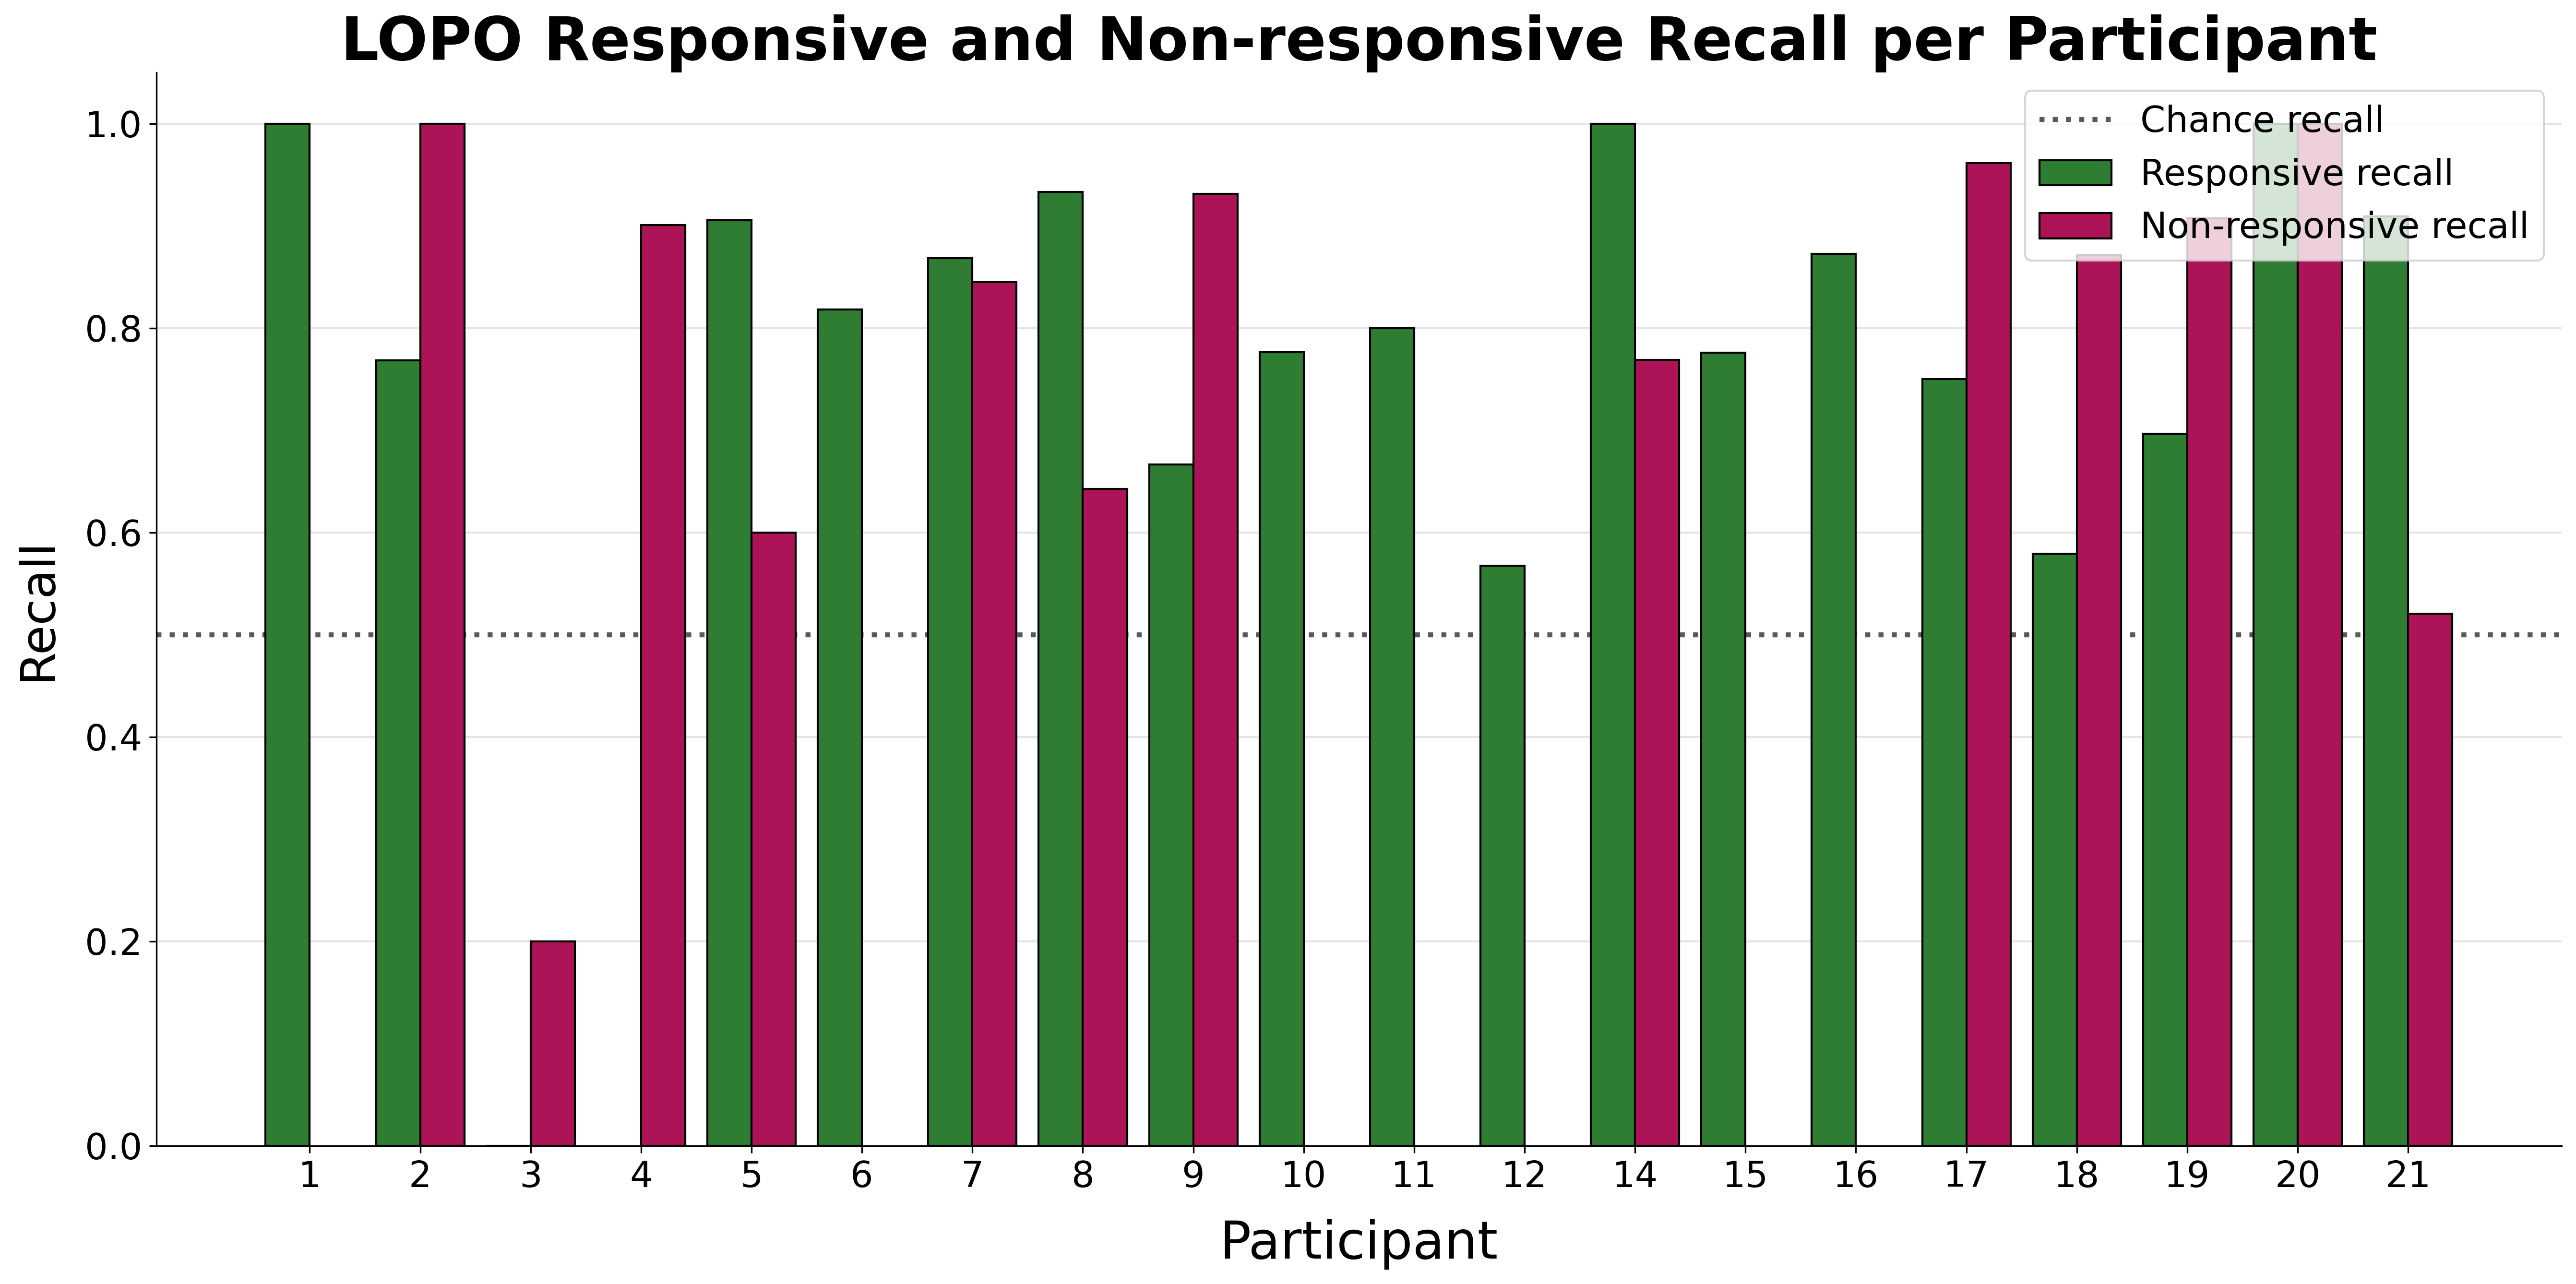 LOPO Responsive and Non-responsive Recall per Participant
Chance recall
Responsive recall
Non-responsive recall
Recall
1.0
0.8
0.6
0.4
0.2
0.0
1 2 3 4 5 6 7 8 9 10 11 12 14 15 16 17 18 19 20 21
Participant